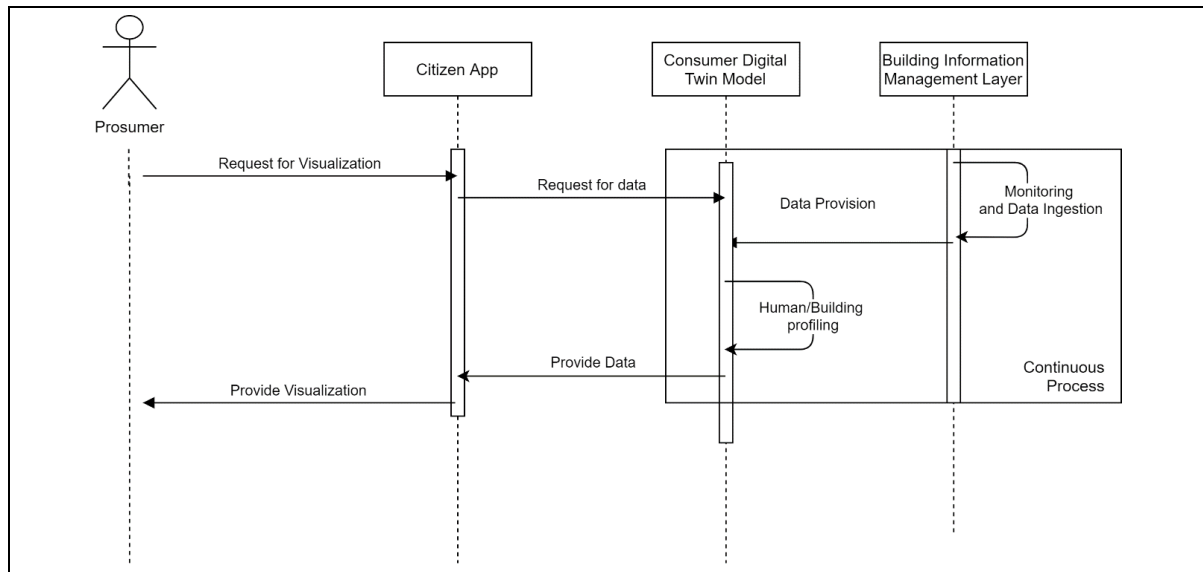 Prosumer
Citizen App
Consumer Digital
Twin Model
Building Information
Management Layer
Request for Visualization
Request for data
Data Provision
Monitoring
and Data Ingestion
Human/Building
profiling
Provide Data
Provide Visualization
Continuous
Process